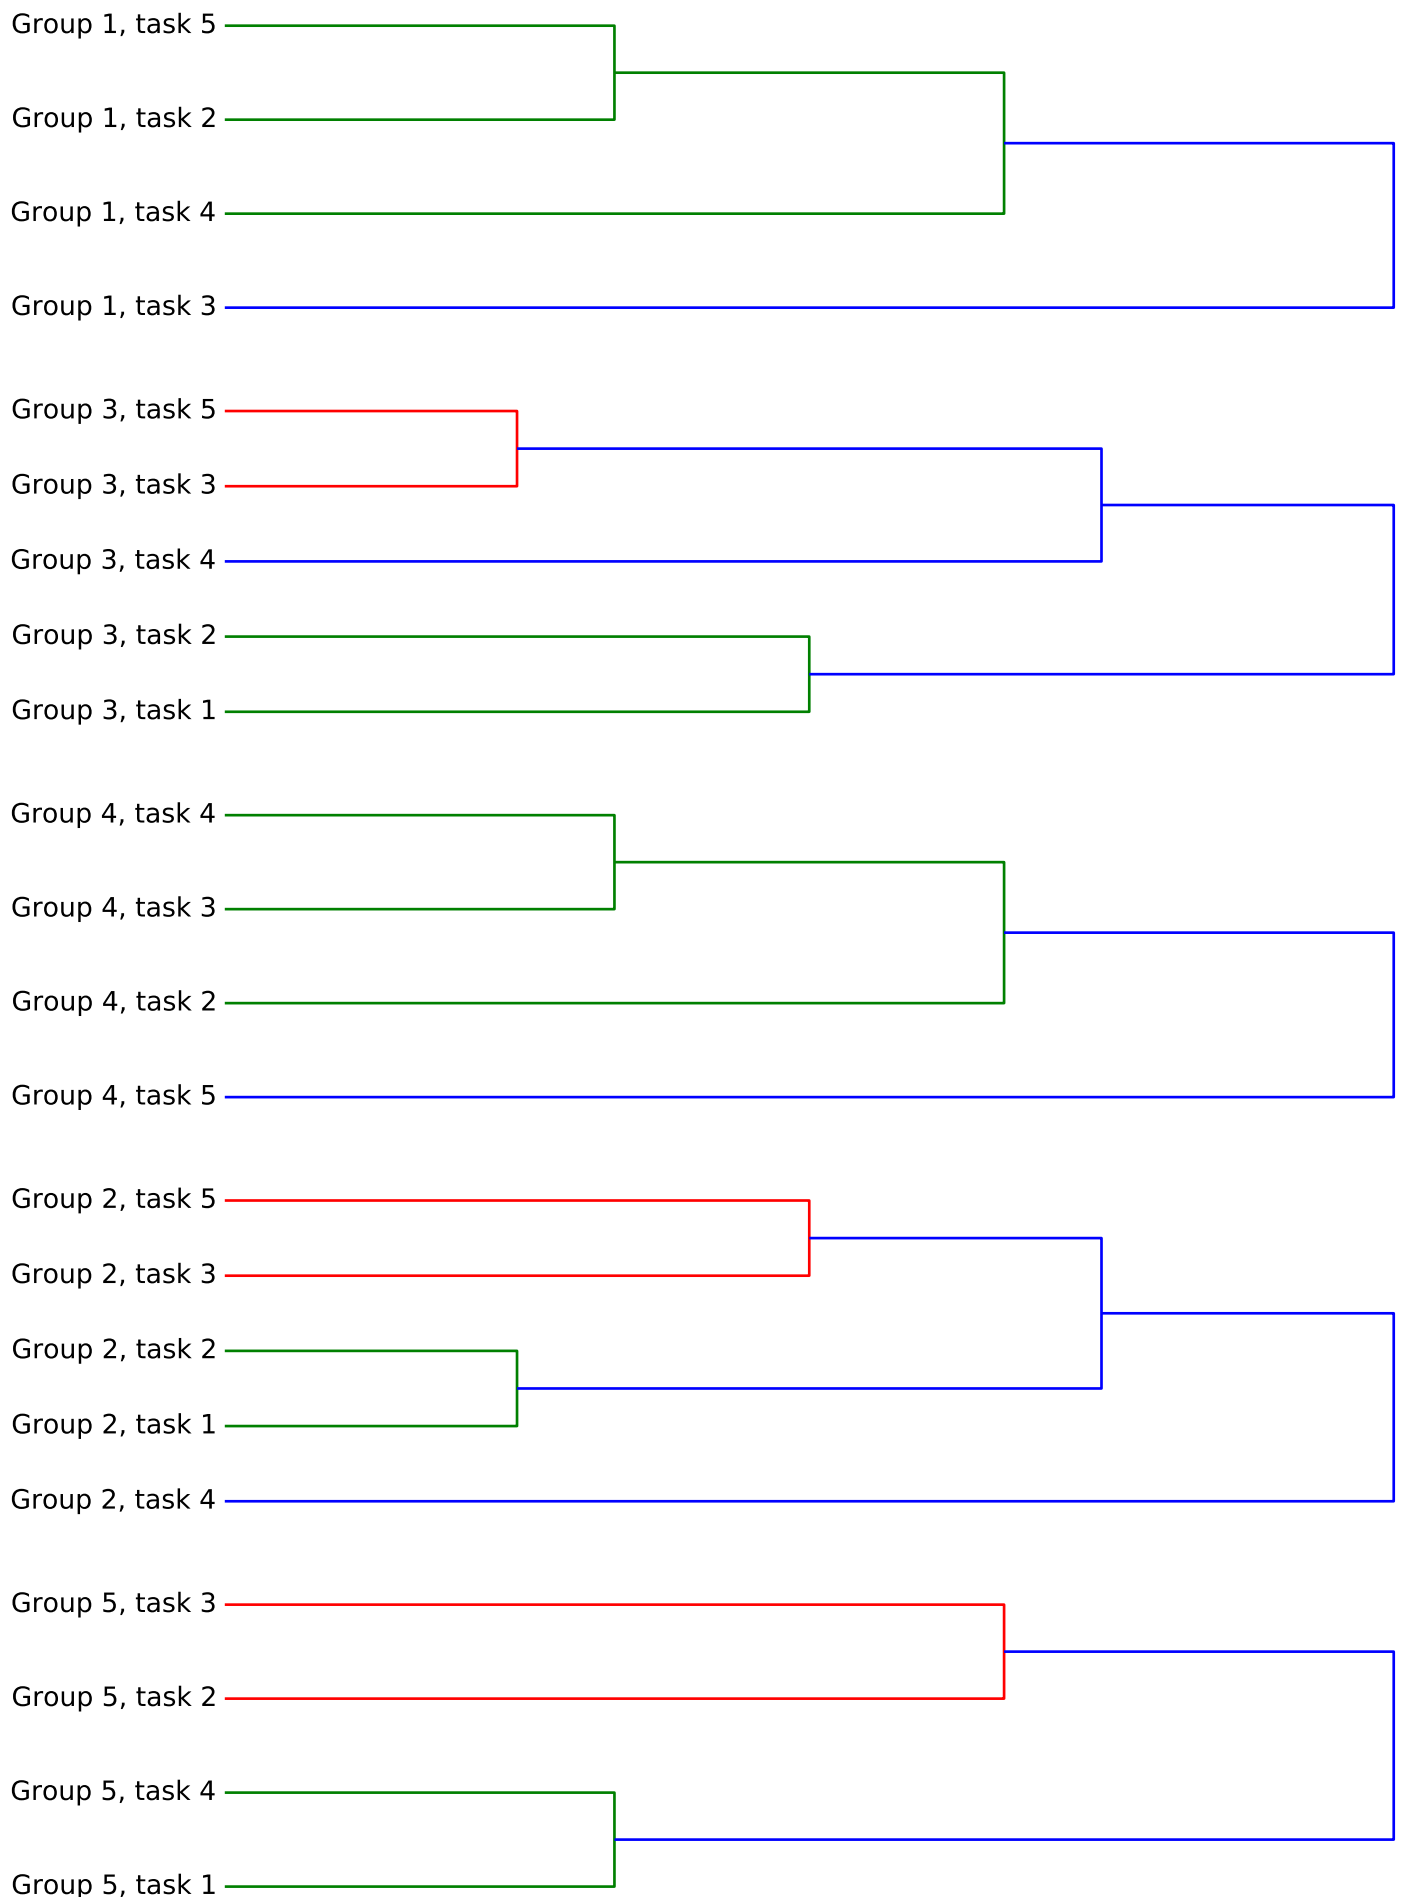 Group 1, task 5
Group 1, task 2
Group 1, task 4
Group 1, task 3
Group 3, task 5
Group 3, task 3
Group 3, task 4
Group 3, task 2
Group 3, task 1
Group 4, task 4
Group 4, task 3
Group 4, task 2
Group 4, task 5
Group 2, task 5
Group 2, task 3
Group 2, task 2
Group 2, task 1
Group 2, task 4
Group 5, task 3
Group 5, task 2
Group 5, task 4
Group 5, task 1